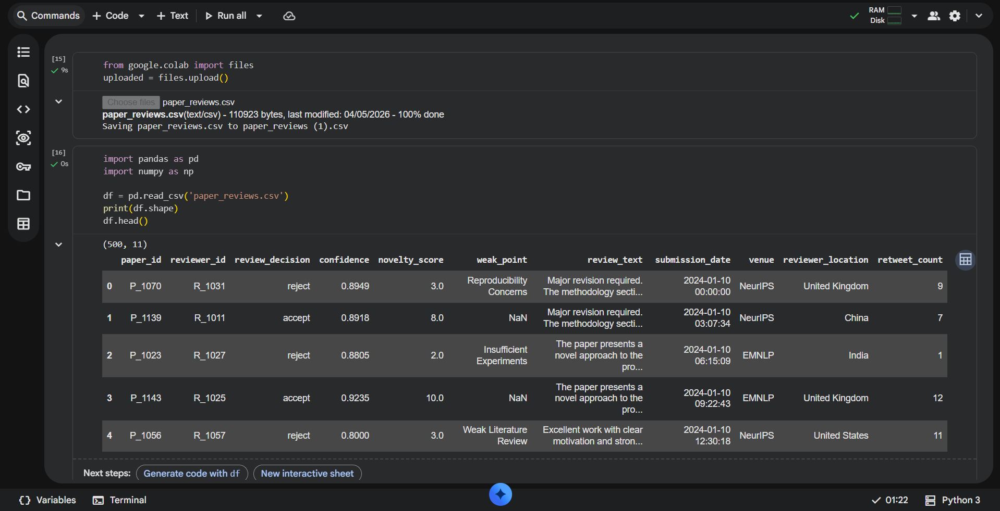 Commands + Code + Text Run all RAM Disk
[15] 9s
from google.colab import files
uploaded = files.upload()
Choose files paper_reviews.csv
paper_reviews.csv(text/csv) - 110923 bytes, last modified: 04/05/2026 - 100% done
Saving paper_reviews.csv to paper_reviews (1).csv
[16] 0s
import pandas as pd
import numpy as np
df = pd.read_csv('paper_reviews.csv')
print(df.shape)
df.head()
(500, 11)
paper_id reviewer_id review_decision confidence novelty_score weak_point review_text submission_date venue reviewer_location retweet_count
0 P_1070 R_1031 reject 0.8949 3.0 Reproducibility Concerns Major revision required. The methodology secti... 2024-01-10 00:00:00 NeurIPS United Kingdom 9
1 P_1139 R_1011 accept 0.8918 8.0 NaN Major revision required. The methodology secti... 2024-01-10 03:07:34 NeurIPS China 7
2 P_1023 R_1027 reject 0.8805 2.0 Insufficient Experiments The paper presents a novel approach to the pro... 2024-01-10 06:15:09 EMNLP India 1
3 P_1143 R_1025 accept 0.9235 10.0 NaN The paper presents a novel approach to the pro... 2024-01-10 09:22:43 EMNLP United Kingdom 12
4 P_1056 R_1057 reject 0.8000 3.0 Weak Literature Review Excellent work with clear motivation and stron... 2024-01-10 12:30:18 NeurIPS United States 11
Next steps: Generate code with df New interactive sheet
{} Variables Terminal 01:22 Python 3